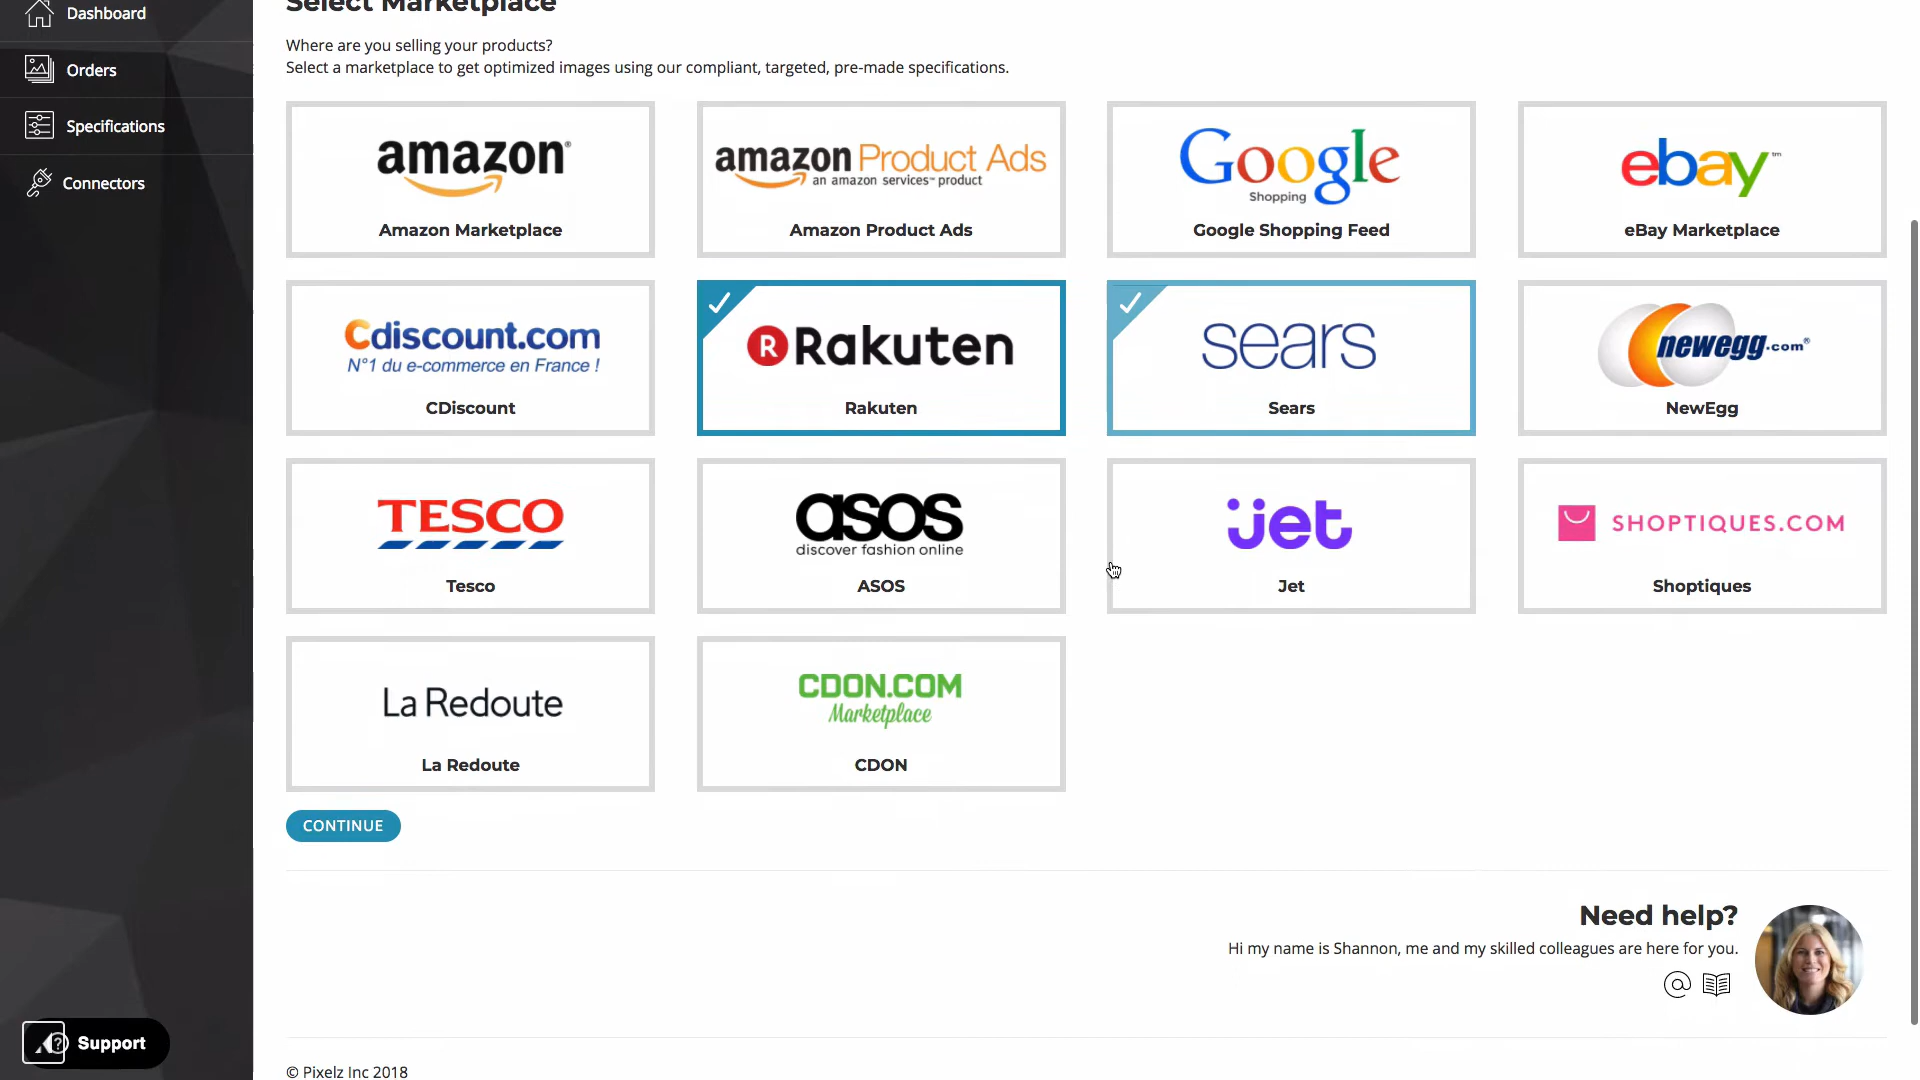 Dashboard
Orders
Specifications
Connectors
Select Marketplace
Where are you selling your products?
Select a marketplace to get optimized images using our compliant, targeted, pre-made specifications.
amazon®
Amazon Marketplace
amazon Product Ads
an amazon services™ product
Amazon Product Ads
Google
Shopping
Google Shopping Feed
ebay™
eBay Marketplace
Cdiscount.com
N°1 du e-commerce en France !
CDiscount
R Rakuten
Rakuten
sears
Sears
newegg.com®
NewEgg
TESCO
Tesco
asos
discover fashion online
ASOS
jet
Jet
SHOPTIQUES.COM
Shoptiques
La Redoute
La Redoute
CDON.COM
Marketplace
CDON
CONTINUE
Need help?
Hi my name is Shannon, me and my skilled colleagues are here for you.
Support
© Pixelz Inc 2018